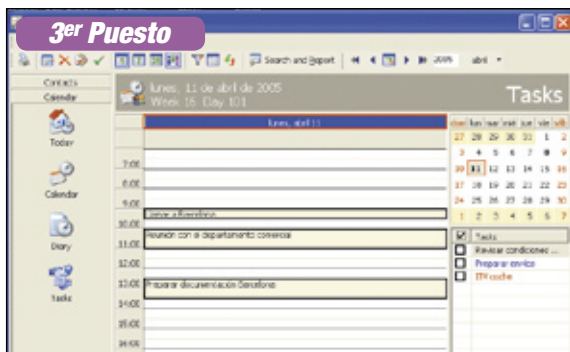 3er Puesto
Search and Report
2005
abril
Contacts
Calendar
Today
Calendar
Diary
Tasks
lunes, 11 de abril de 2005
Week 16 Day 101
Tasks
lunes, abril 11
7:00
8:00
9:00
10:00
11:00
12:00
13:00
14:00
15:00
16:00
Llamar a Barcelona
Reunión con el departamento comercial
Preparar documentación Barcelona
dom lun mar mié jue vie sáb
27 28 29 30 31 1 2
3 4 5 6 7 8 9
10 11 12 13 14 15 16
17 18 19 20 21 22 23
24 25 26 27 28 29 30
1 2 3 4 5 6 7
Tasks
Revisar condiciones ...
Preparar envíos
ITV coche